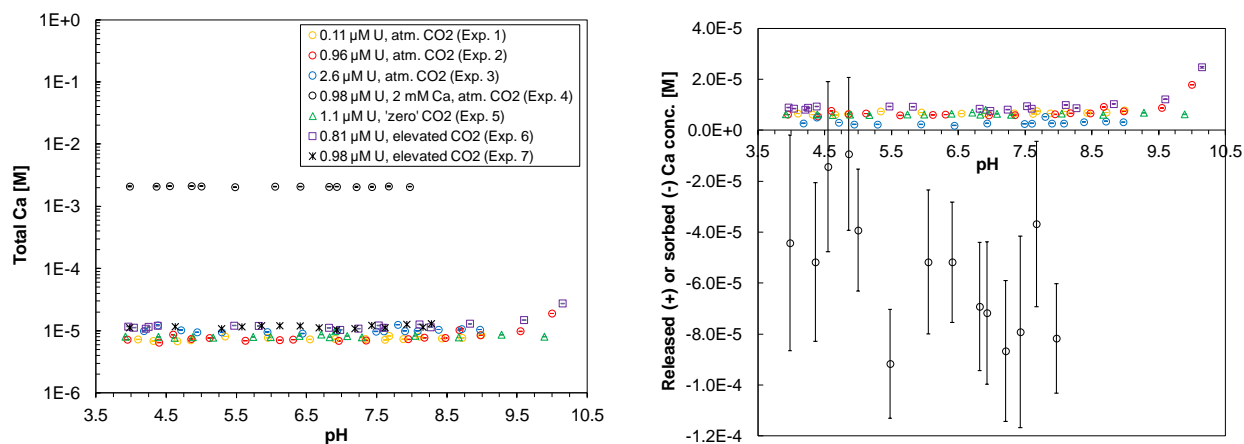 1E+0
1E-1
1E-2
1E-3
1E-4
1E-5
1E-6
Total Ca [M]
3.5 4.5 5.5 6.5 7.5 8.5 9.5 10.5
pH
0.11 µM U, atm. CO2 (Exp. 1)
0.96 µM U, atm. CO2 (Exp. 2)
2.6 µM U, atm. CO2 (Exp. 3)
0.98 µM U, 2 mM Ca, atm. CO2 (Exp. 4)
1.1 µM U, 'zero' CO2 (Exp. 5)
0.81 µM U, elevated CO2 (Exp. 6)
0.98 µM U, elevated CO2 (Exp. 7)
4.0E-5
2.0E-5
0.0E+0
-2.0E-5
-4.0E-5
-6.0E-5
-8.0E-5
-1.0E-4
-1.2E-4
Released (+) or sorbed (-) Ca conc. [M]
3.5 4.5 5.5 6.5 7.5 8.5 9.5 10.5
pH